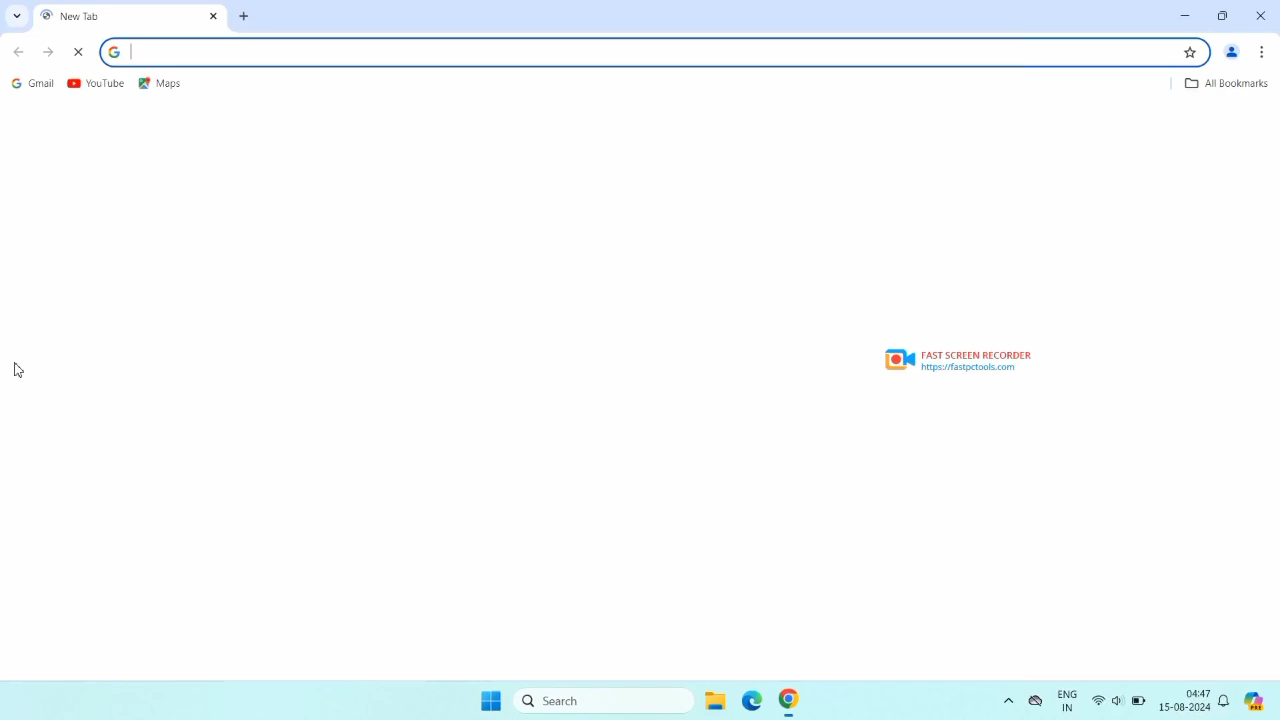 New Tab
Gmail
YouTube
Maps
All Bookmarks
FAST SCREEN RECORDER
https://fastpctools.com
Search
ENG
IN
04:47
15-08-2024
PRE